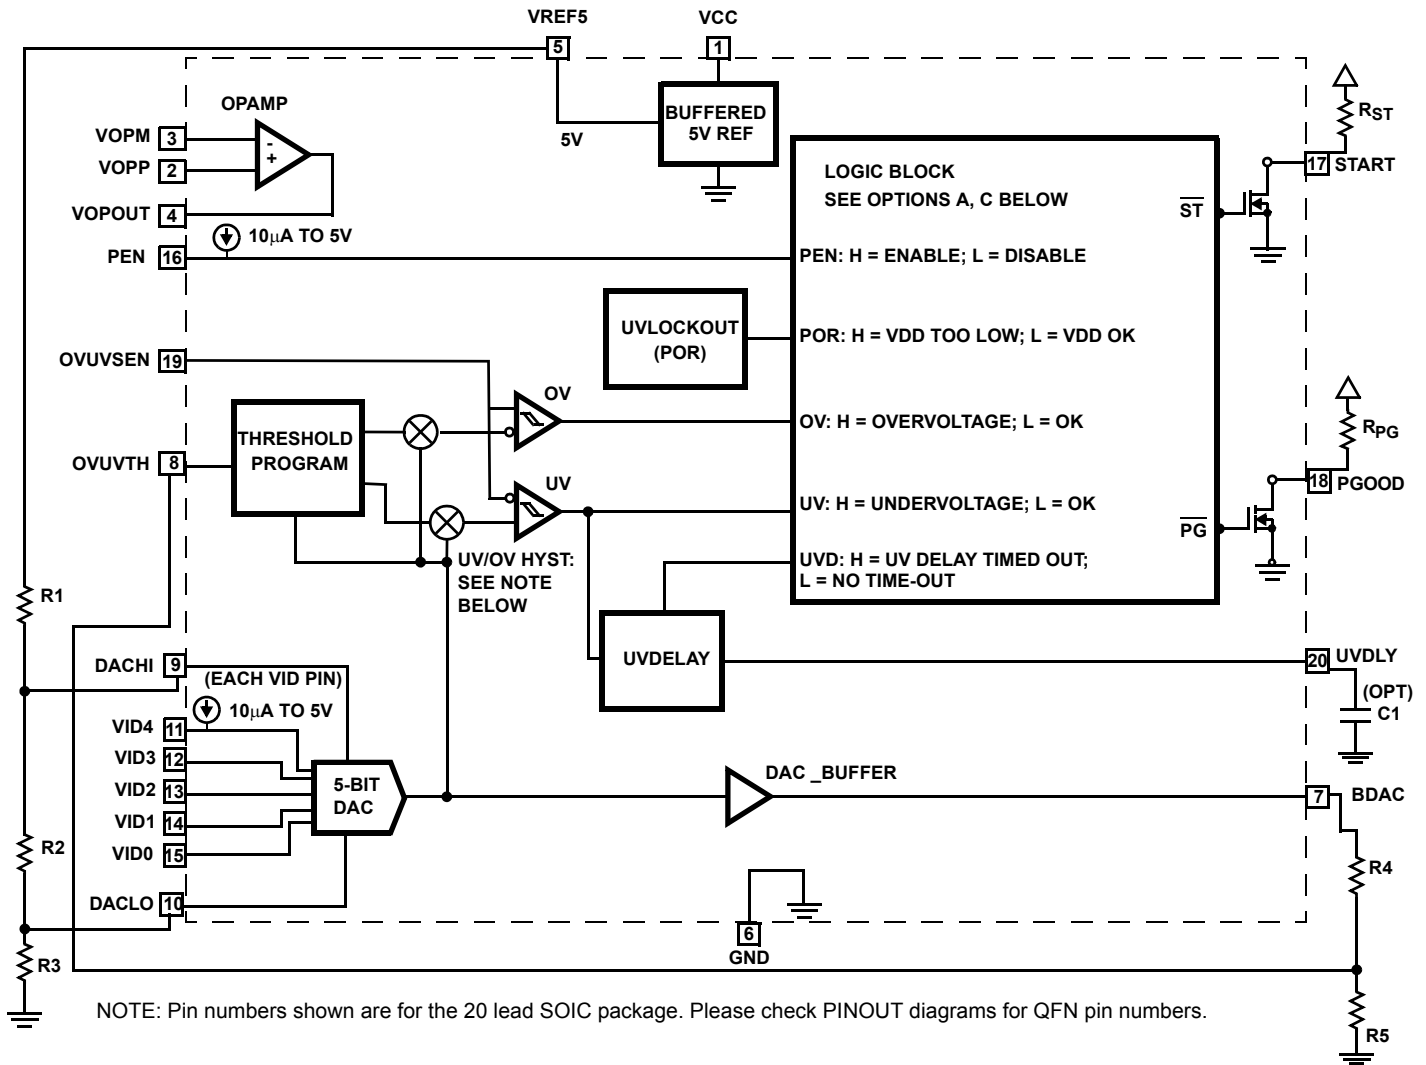 VREF5
VCC
5
1
OPAMP
BUFFERED
5V REF
5V
VOPM 3
-
+
VOPP 2
VOPOUT 4
10μA TO 5V
PEN 16
RST
17 START
LOGIC BLOCK
SEE OPTIONS A, C BELOW
ST
PEN: H = ENABLE; L = DISABLE
UVLOCKOUT
(POR)
POR: H = VDD TOO LOW; L = VDD OK
OVUVSEN 19
OV
OV: H = OVERVOLTAGE; L = OK
THRESHOLD
PROGRAM
OVUVTH 8
RPG
18 PGOOD
UV
UV: H = UNDERVOLTAGE; L = OK
PG
UV/OV HYST:
SEE NOTE
BELOW
UVD: H = UV DELAY TIMED OUT;
L = NO TIME-OUT
R1
UVDELAY
20 UVDLY
(OPT)
C1
DACHI 9
(EACH VID PIN)
10μA TO 5V
VID4 11
VID3 12
VID2 13
VID1 14
VID0 15
5-BIT
DAC
DAC _BUFFER
7 BDAC
R2
R4
DACLO 10
6
GND
R3
R5
NOTE: Pin numbers shown are for the 20 lead SOIC package. Please check PINOUT diagrams for QFN pin numbers.